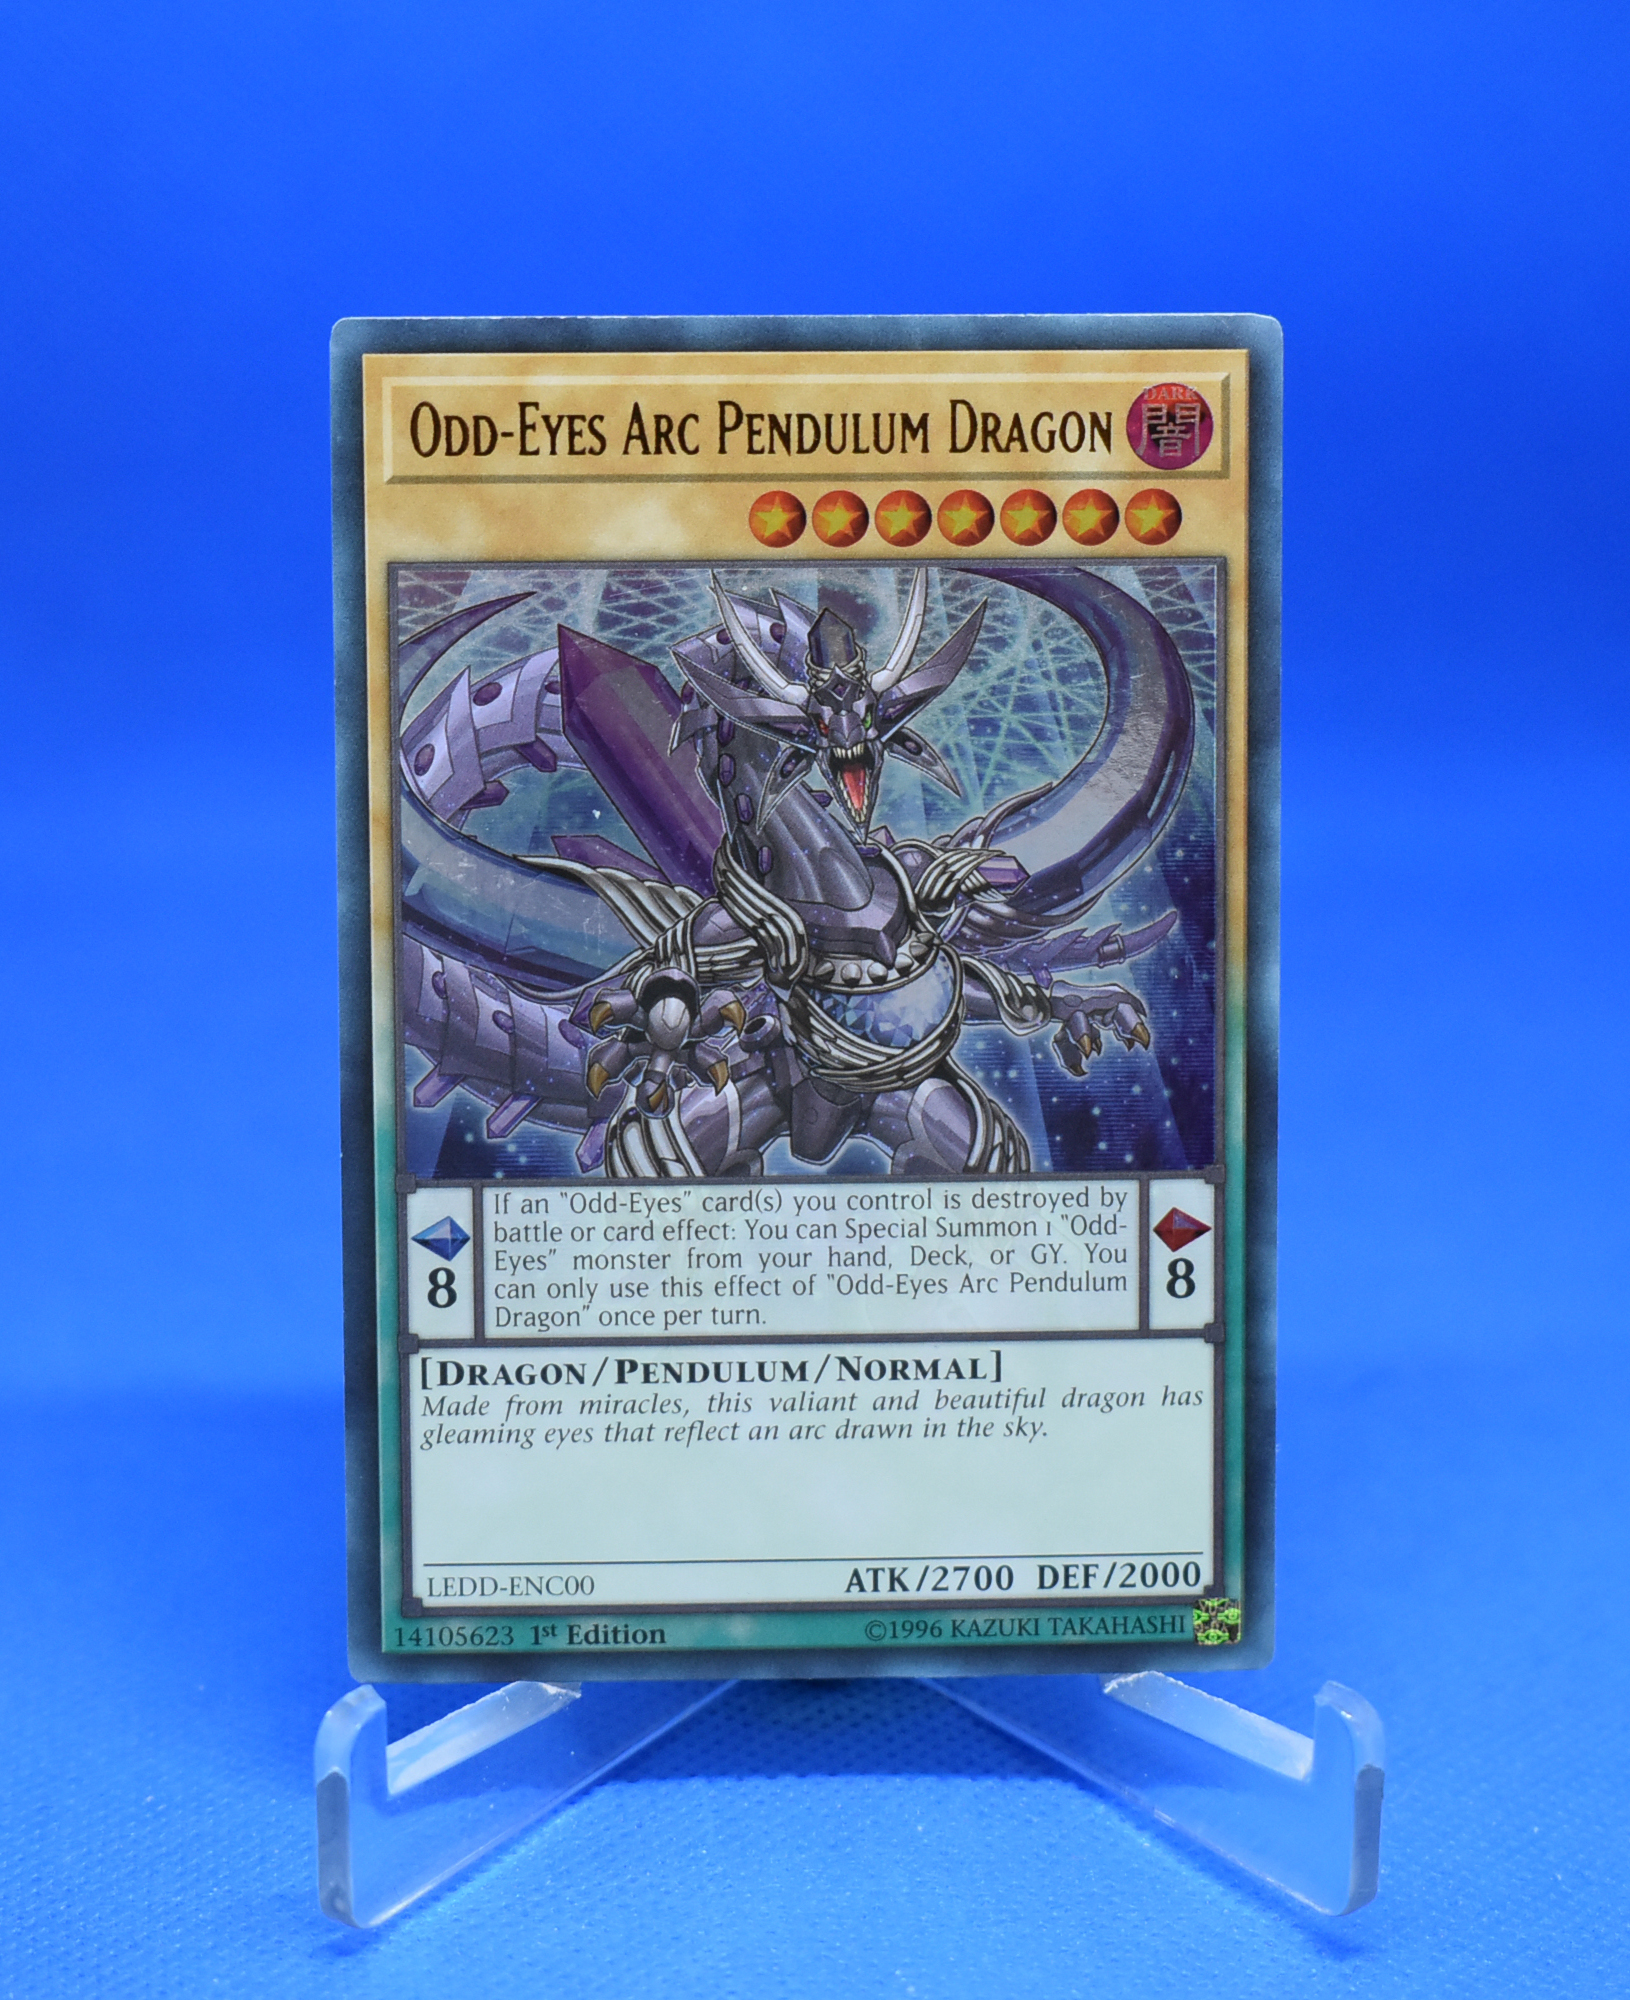 ODD-EYES ARC PENDULUM DRAGON
DARK
闇
If an "Odd-Eyes" card(s) you control is destroyed by
battle or card effect: You can Special Summon 1 "Odd-
Eyes" monster from your hand, Deck, or GY. You
can only use this effect of "Odd-Eyes Arc Pendulum
Dragon" once per turn.
8
8
[DRAGON/PENDULUM/NORMAL]
Made from miracles, this valiant and beautiful dragon has
gleaming eyes that reflect an arc drawn in the sky.
LEDD-ENC00
ATK/2700 DEF/2000
14105623 1st Edition
©1996 KAZUKI TAKAHASHI